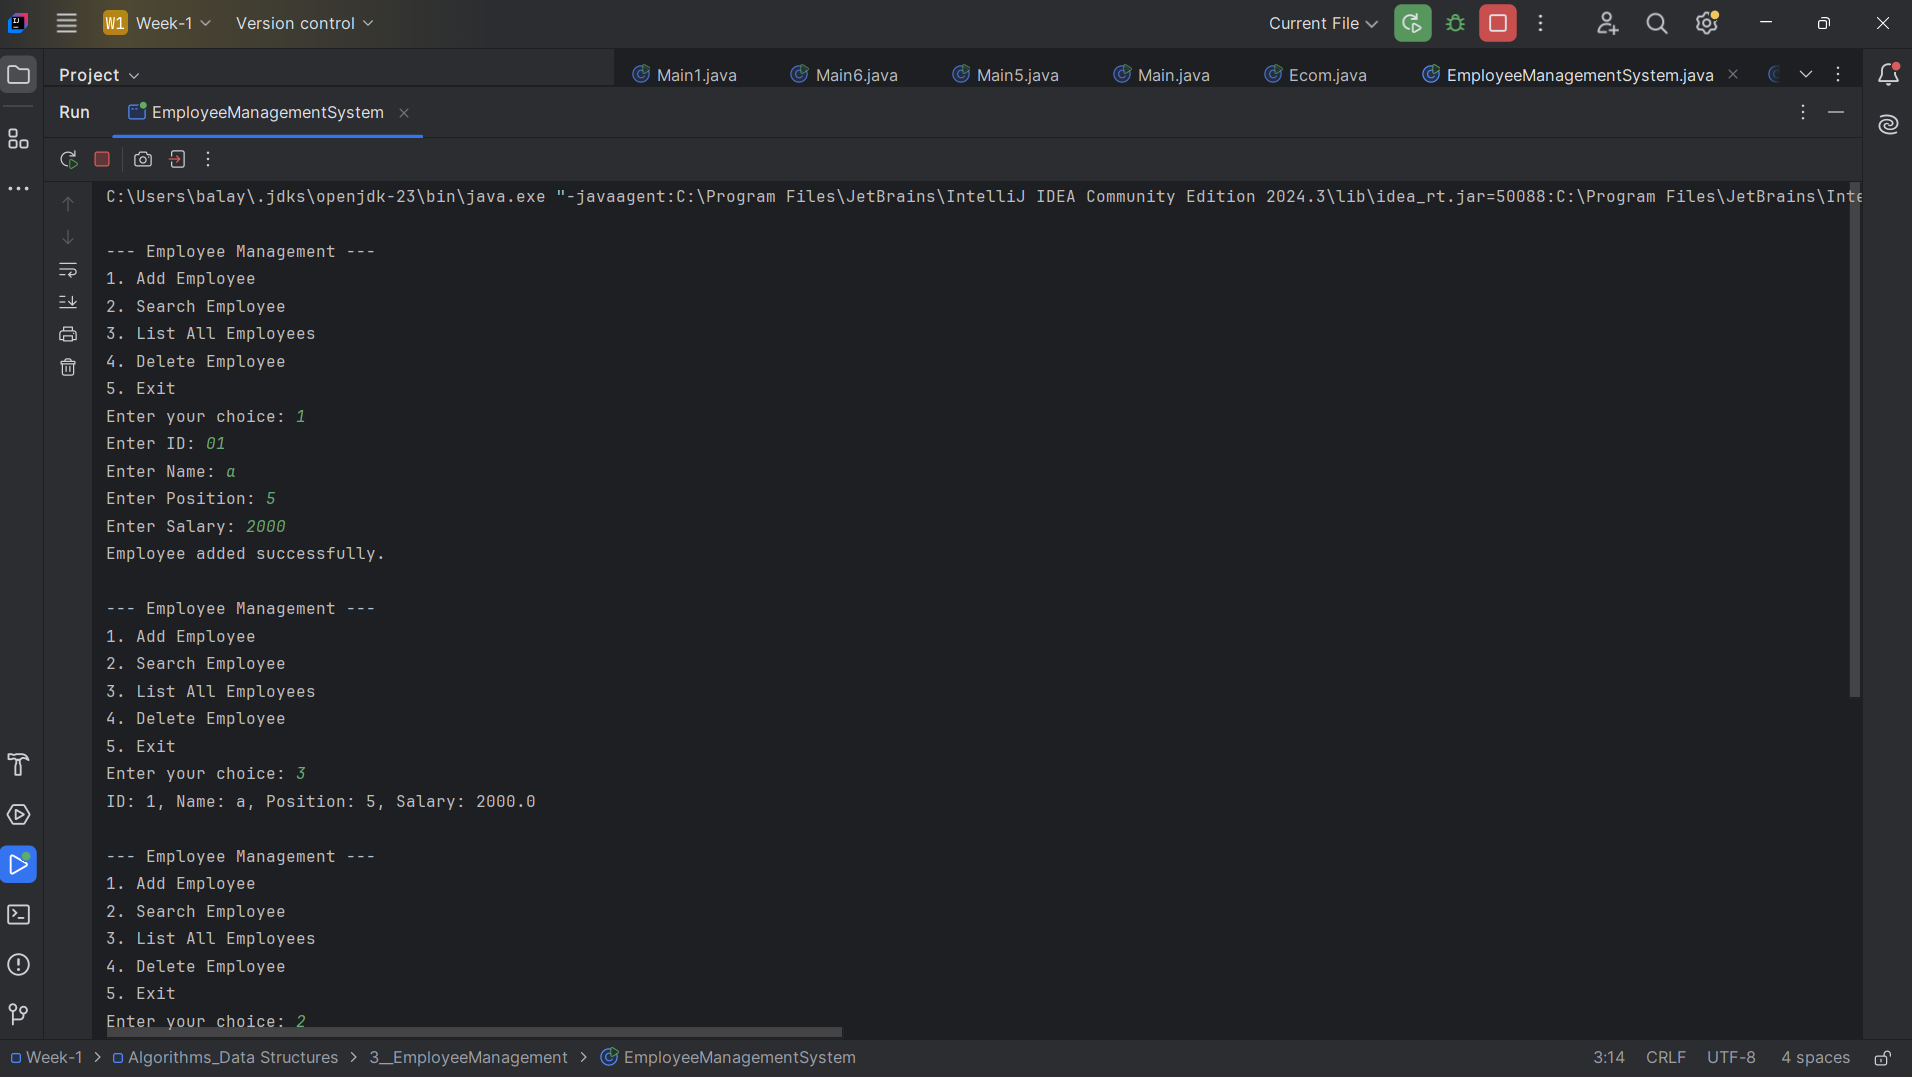 W1 Week-1 Version control Current File
Project Main1.java Main6.java Main5.java Main.java Ecom.java EmployeeManagementSystem.java
Run EmployeeManagementSystem
C:\Users\balay\.jdks\openjdk-23\bin\java.exe "-javaagent:C:\Program Files\JetBrains\IntelliJ IDEA Community Edition 2024.3\lib\idea_rt.jar=50088:C:\Program Files\JetBrains\Inte
--- Employee Management ---
1. Add Employee
2. Search Employee
3. List All Employees
4. Delete Employee
5. Exit
Enter your choice: 1
Enter ID: 01
Enter Name: a
Enter Position: 5
Enter Salary: 2000
Employee added successfully.
--- Employee Management ---
1. Add Employee
2. Search Employee
3. List All Employees
4. Delete Employee
5. Exit
Enter your choice: 3
ID: 1, Name: a, Position: 5, Salary: 2000.0
--- Employee Management ---
1. Add Employee
2. Search Employee
3. List All Employees
4. Delete Employee
5. Exit
Enter your choice: 2
Week-1 > Algorithms_Data Structures > 3__EmployeeManagement > EmployeeManagementSystem 3:14 CRLF UTF-8 4 spaces